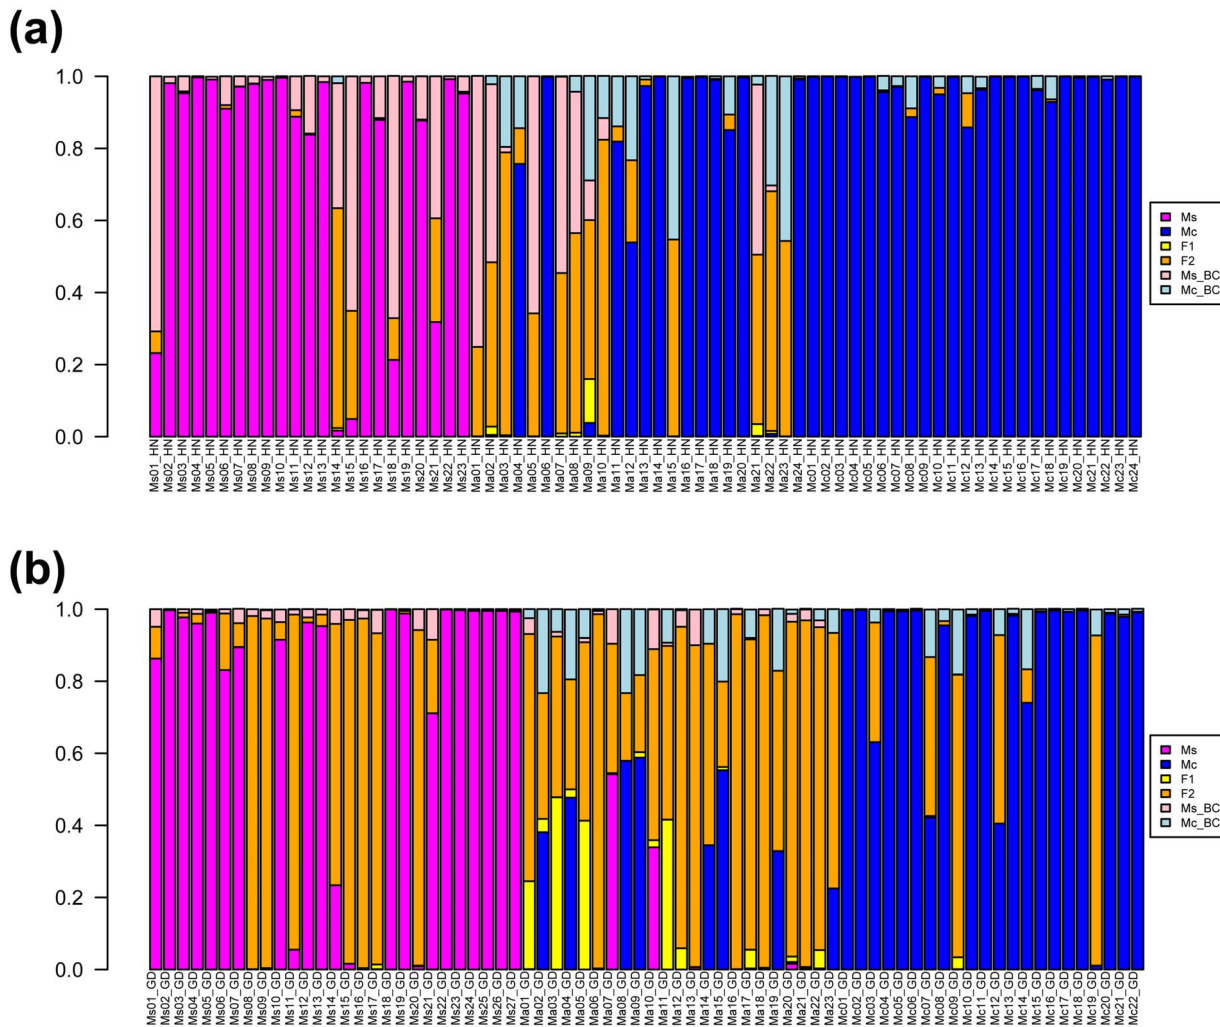 (a)
1.0
0.8
0.6
0.4
0.2
0.0
Ms01_HN
Ms02_HN
Ms03_HN
Ms04_HN
Ms05_HN
Ms06_HN
Ms07_HN
Ms08_HN
Ms09_HN
Ms10_HN
Ms11_HN
Ms12_HN
Ms13_HN
Ms14_HN
Ms15_HN
Ms16_HN
Ms17_HN
Ms18_HN
Ms19_HN
Ms20_HN
Ms21_HN
Ms22_HN
Ms23_HN
Ma01_HN
Ma02_HN
Ma03_HN
Ma04_HN
Ma05_HN
Ma06_HN
Ma07_HN
Ma08_HN
Ma09_HN
Ma10_HN
Ma11_HN
Ma12_HN
Ma13_HN
Ma14_HN
Ma15_HN
Ma16_HN
Ma17_HN
Ma18_HN
Ma19_HN
Ma20_HN
Ma21_HN
Ma22_HN
Ma23_HN
Ma24_HN
Mc01_HN
Mc02_HN
Mc03_HN
Mc04_HN
Mc05_HN
Mc06_HN
Mc07_HN
Mc08_HN
Mc09_HN
Mc10_HN
Mc11_HN
Mc12_HN
Mc13_HN
Mc14_HN
Mc15_HN
Mc16_HN
Mc17_HN
Mc18_HN
Mc19_HN
Mc20_HN
Mc21_HN
Mc22_HN
Mc23_HN
Mc24_HN
Ms
Mc
F1
F2
Ms_BC
Mc_BC
(b)
1.0
0.8
0.6
0.4
0.2
0.0
Ms01_GD
Ms02_GD
Ms03_GD
Ms04_GD
Ms05_GD
Ms06_GD
Ms07_GD
Ms08_GD
Ms09_GD
Ms10_GD
Ms11_GD
Ms12_GD
Ms13_GD
Ms14_GD
Ms15_GD
Ms16_GD
Ms17_GD
Ms18_GD
Ms19_GD
Ms20_GD
Ms21_GD
Ms22_GD
Ms23_GD
Ms24_GD
Ms25_GD
Ms26_GD
Ms27_GD
Ma01_GD
Ma02_GD
Ma03_GD
Ma04_GD
Ma05_GD
Ma06_GD
Ma07_GD
Ma08_GD
Ma09_GD
Ma10_GD
Ma11_GD
Ma12_GD
Ma13_GD
Ma14_GD
Ma15_GD
Ma16_GD
Ma17_GD
Ma18_GD
Ma19_GD
Ma20_GD
Ma21_GD
Ma22_GD
Ma23_GD
Mc01_GD
Mc02_GD
Mc03_GD
Mc04_GD
Mc05_GD
Mc06_GD
Mc07_GD
Mc08_GD
Mc09_GD
Mc10_GD
Mc11_GD
Mc12_GD
Mc13_GD
Mc14_GD
Mc15_GD
Mc16_GD
Mc17_GD
Mc18_GD
Mc19_GD
Mc20_GD
Mc21_GD
Mc22_GD
Ms
Mc
F1
F2
Ms_BC
Mc_BC